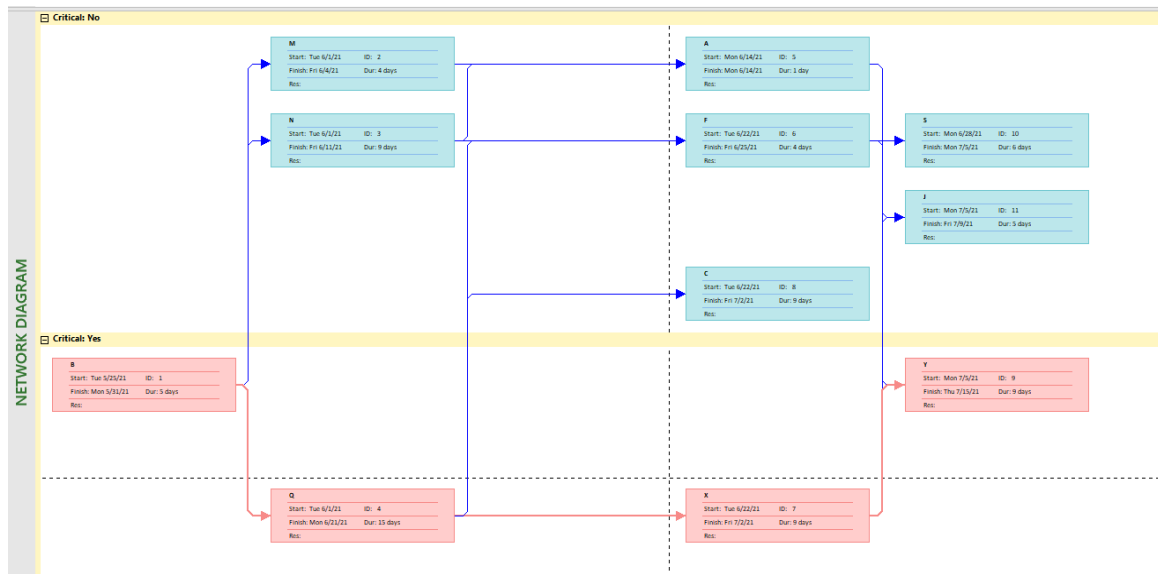 NETWORK DIAGRAM
Critical: No
M
Start: Tue 6/1/21 ID: 2
Finish: Fri 6/4/21 Dur: 4 days
Res:
A
Start: Mon 6/14/21 ID: 5
Finish: Mon 6/14/21 Dur: 1 day
Res:
N
Start: Tue 6/1/21 ID: 3
Finish: Fri 6/11/21 Dur: 9 days
Res:
F
Start: Tue 6/22/21 ID: 6
Finish: Fri 6/25/21 Dur: 4 days
Res:
S
Start: Mon 6/28/21 ID: 10
Finish: Mon 7/5/21 Dur: 6 days
Res:
J
Start: Mon 7/5/21 ID: 11
Finish: Fri 7/9/21 Dur: 5 days
Res:
C
Start: Tue 6/22/21 ID: 8
Finish: Fri 7/2/21 Dur: 9 days
Res:
Critical: Yes
B
Start: Tue 5/25/21 ID: 1
Finish: Mon 5/31/21 Dur: 5 days
Res:
Y
Start: Mon 7/5/21 ID: 9
Finish: Thu 7/15/21 Dur: 9 days
Res:
Q
Start: Tue 6/1/21 ID: 4
Finish: Mon 6/21/21 Dur: 15 days
Res:
X
Start: Tue 6/22/21 ID: 7
Finish: Fri 7/2/21 Dur: 9 days
Res: